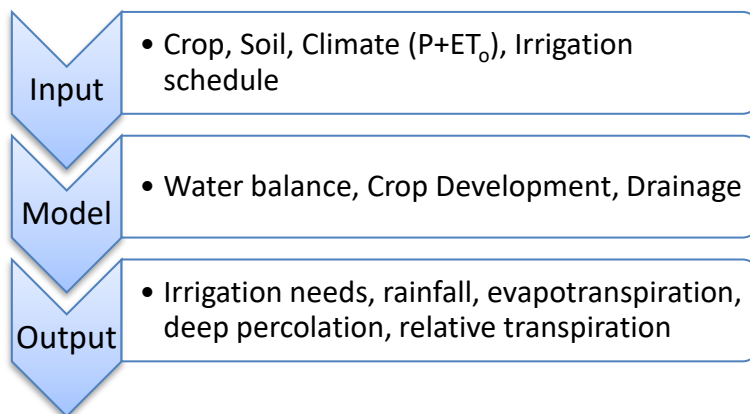 Input
• Crop, Soil, Climate (P+ETₒ), Irrigation
schedule
Model
• Water balance, Crop Development, Drainage
Output
• Irrigation needs, rainfall, evapotranspiration,
deep percolation, relative transpiration